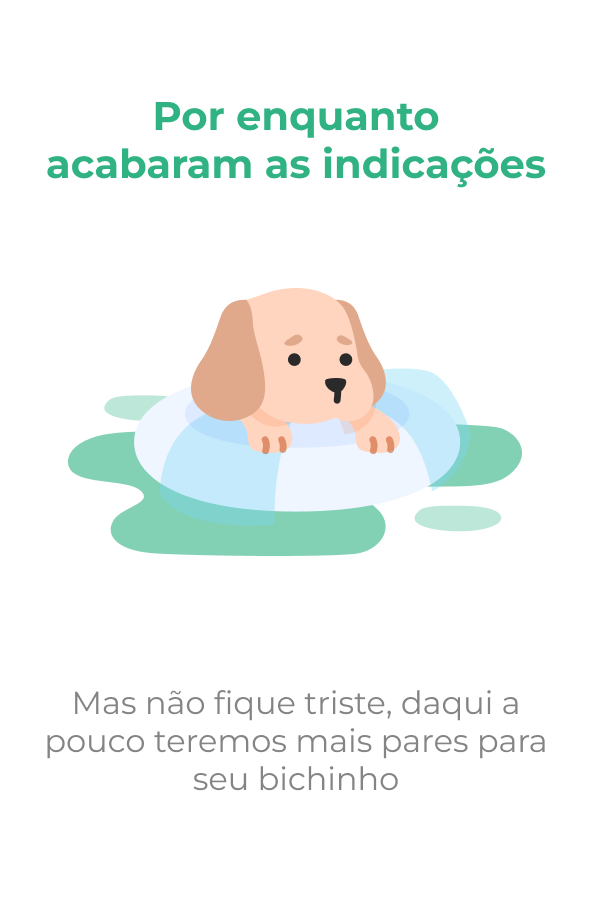 Por enquanto
acabaram as indicações
Mas não fique triste, daqui a
pouco teremos mais pares para
seu bichinho